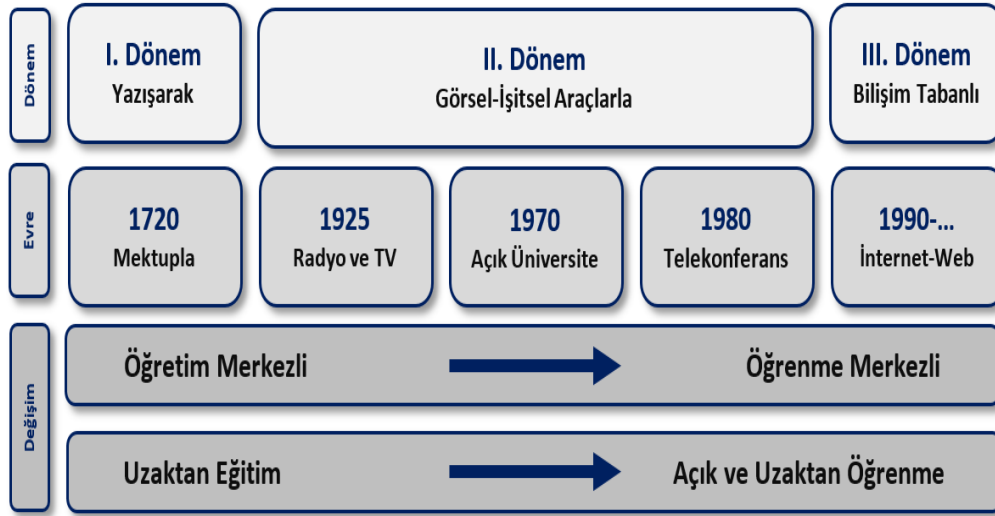 Dönem
I. Dönem
Yazışarak
II. Dönem
Görsel-İşitsel Araçlarla
III. Dönem
Bilişim Tabanlı
Evre
1720
Mektupla
1925
Radyo ve TV
1970
Açık Üniversite
1980
Telekonferans
1990-...
İnternet-Web
Değişim
Öğretim Merkezli
Öğrenme Merkezli
Uzaktan Eğitim
Açık ve Uzaktan Öğrenme